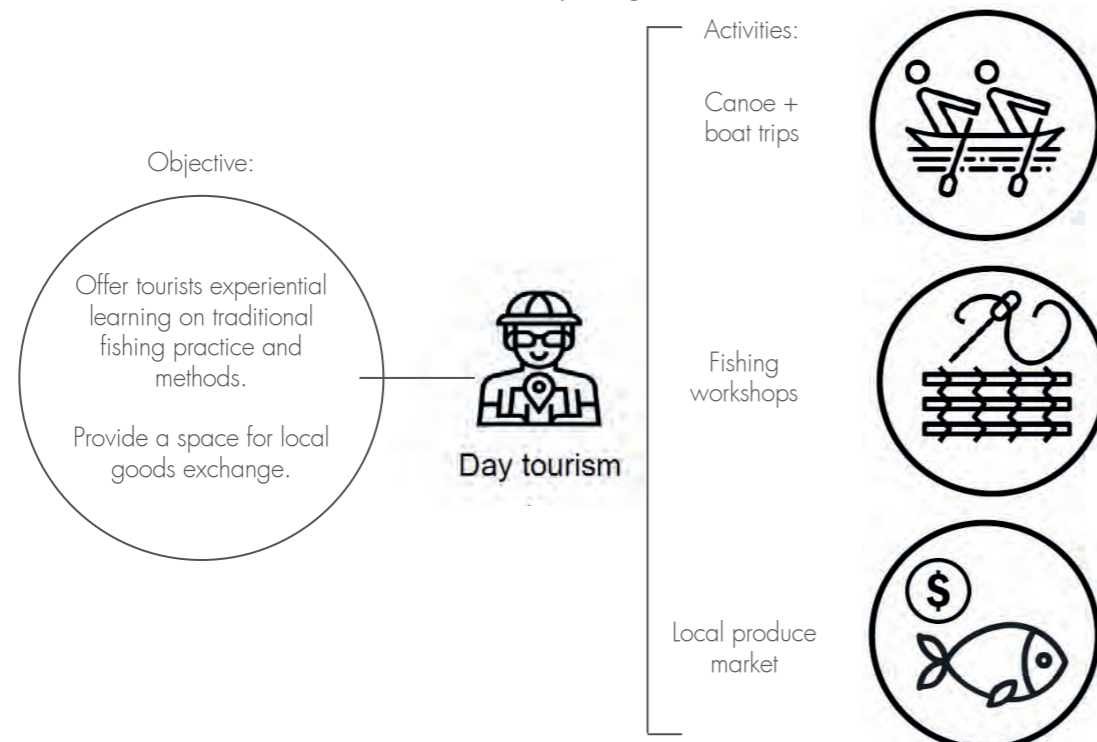 Objective:
Offer tourists experiential
learning on traditional
fishing practice and
methods.
Provide a space for local
goods exchange.
Day tourism
Activities:
Canoe +
boat trips
Fishing
workshops
Local produce
market
$